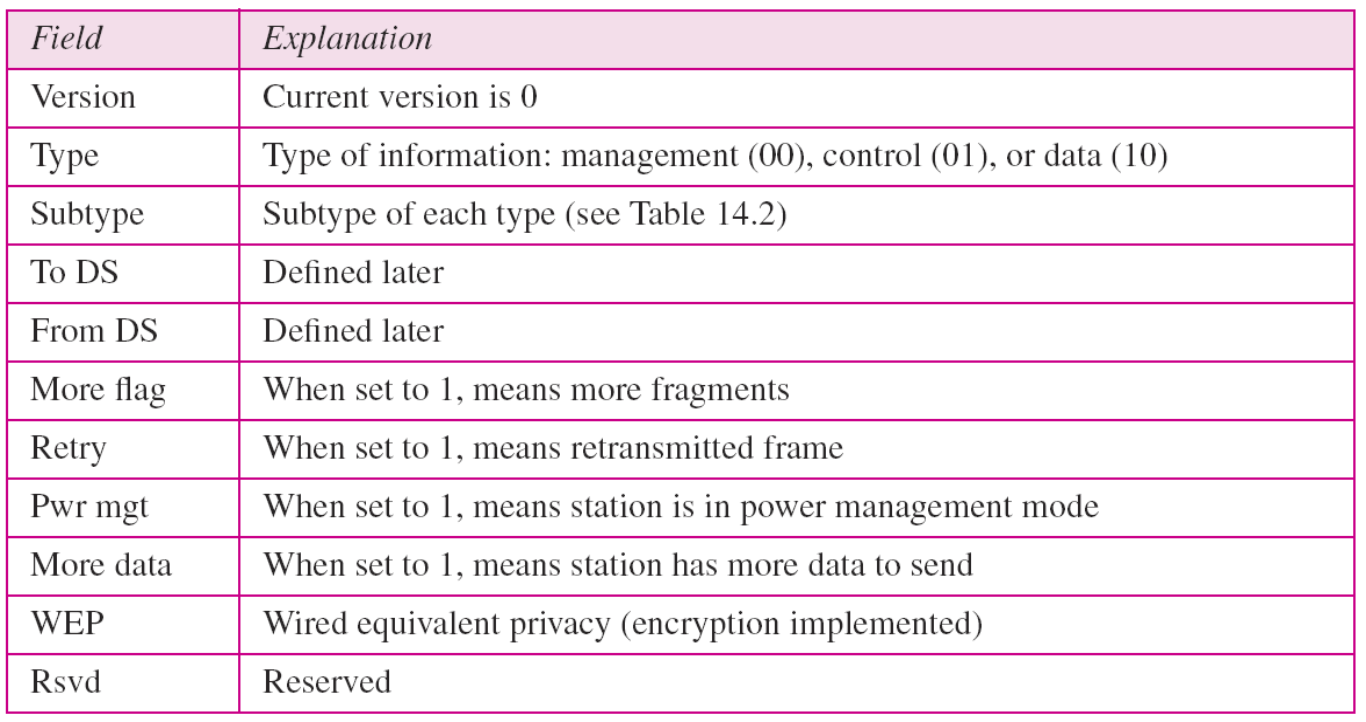 Field Explanation
Version Current version is 0
Type Type of information: management (00), control (01), or data (10)
Subtype Subtype of each type (see Table 14.2)
To DS Defined later
From DS Defined later
More flag When set to 1, means more fragments
Retry When set to 1, means retransmitted frame
Pwr mgt When set to 1, means station is in power management mode
More data When set to 1, means station has more data to send
WEP Wired equivalent privacy (encryption implemented)
Rsvd Reserved